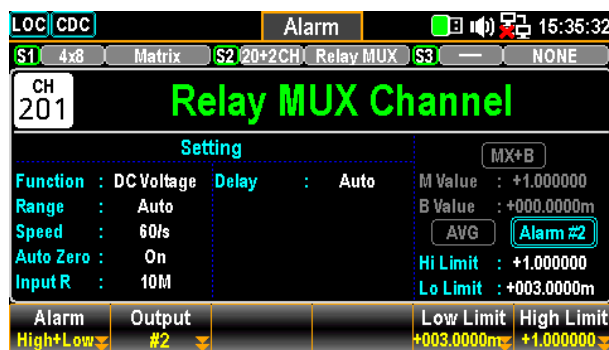 LOC CDC Alarm 15:35:32
S1 4x8 Matrix S2 20+2CH Relay MUX S3 — NONE
CH
201
Relay MUX Channel
Setting
Function : DC Voltage
Range : Auto
Speed : 60/s
Auto Zero : On
Input R : 10M
Delay : Auto
MX+B
M Value : +1.000000
B Value : +000.0000m
AVG Alarm #2
Hi Limit : +1.000000
Lo Limit : +003.0000m
Alarm Output Low Limit High Limit
High+Low #2 +003.0000m +1.000000